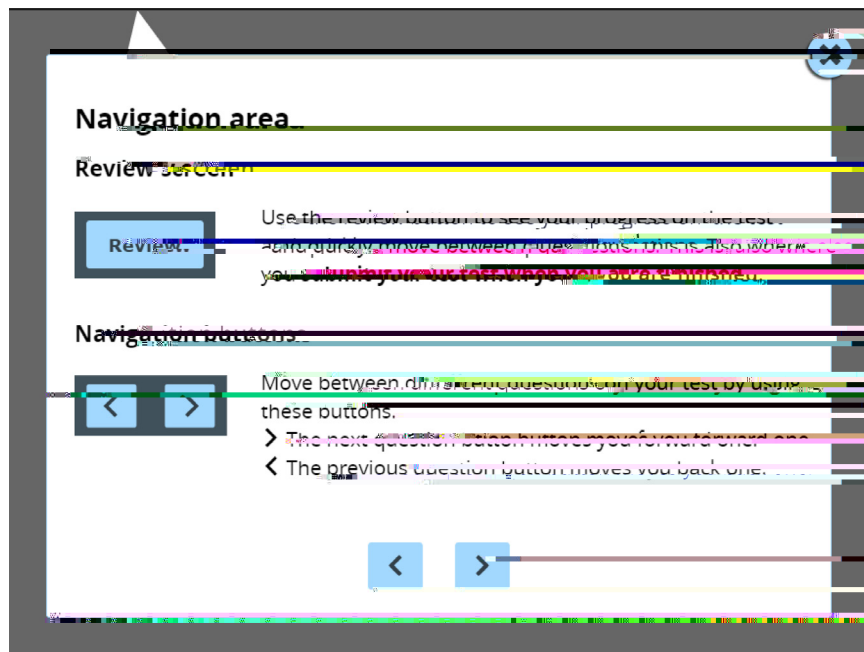 Navigation area
Review screen
Review
Use the review button to see your progress on the test
and quickly move between questions. This is also where
you submit your test when you are finished.
Navigation buttons
Move between different questions on your test by using
these buttons.
The next question button moves you forward one.
The previous question button moves you back one.